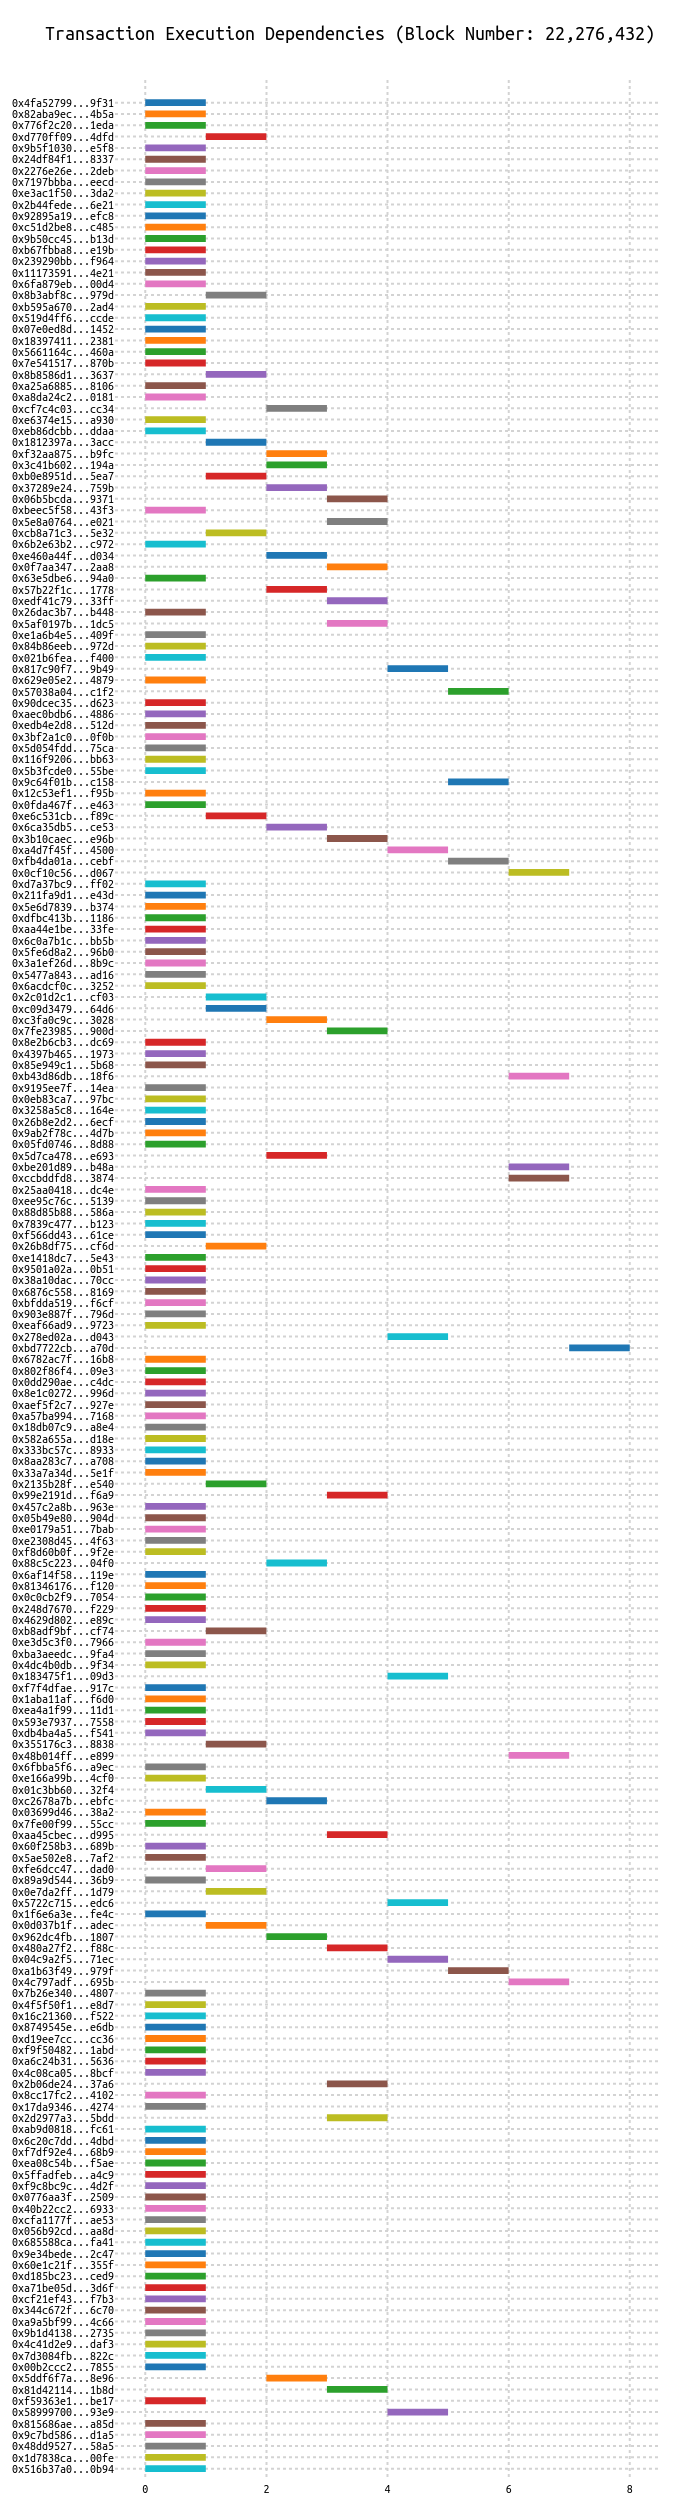 Transaction Execution Dependencies (Block Number: 22,276,432)
0x4fa52799...9f31
0x82aba9ec...4b5a
0x776f2c20...1eda
0xd770ff09...4dfd
0x9b5f1030...e5f8
0x24df84f1...8337
0x2276e26e...2deb
0x7197bbba...eecd
0xe3ac1f50...3da2
0x2b44fede...6e21
0x92895a19...efc8
0xc51d2be8...c485
0x9b50cc45...b13d
0xb67fbba8...e19b
0x239290bb...f964
0x11173591...4e21
0x6fa879eb...00d4
0x8b3abf8c...979d
0xb595a670...2ad4
0x519d4ff6...ccde
0x07e0ed8d...1452
0x18397411...2381
0x5661164c...460a
0x7e541517...870b
0x8b8586d1...3637
0xa25a6885...8106
0xa8da24c2...0181
0xcf7c4c03...cc34
0xe6374e15...a930
0xeb86dcbb...ddaa
0x1812397a...3acc
0xf32aa875...b9fc
0x3c41b602...194a
0xb0e8951d...5ea7
0x37289e24...759b
0x06b5bcda...9371
0xbeec5f58...43f3
0x5e8a0764...e021
0xcb8a71c3...5e32
0x6b2e63b2...c972
0xe460a44f...d034
0x0f7aa347...2aa8
0x63e5dbe6...94a0
0x57b22f1c...1778
0xedf41c79...33ff
0x26dac3b7...b448
0x5af0197b...1dc5
0xe1a6b4e5...409f
0x84b86eeb...972d
0x021b6fea...f400
0x817c90f7...9b49
0x629e05e2...4879
0x57038a04...c1f2
0x90dcec35...d623
0xaec0bdb6...4886
0xedb4e2d8...512d
0x3bf2a1c0...0f0b
0x5d054fdd...75ca
0x116f9206...bb63
0x5b3fcde0...55be
0x9c64f01b...c158
0x12c53ef1...f95b
0x0fda467f...e463
0xe6c531cb...f89c
0x6ca35db5...ce53
0x3b10caec...e96b
0xa4d7f45f...4500
0xfb4da01a...cebf
0x0cf10c56...d067
0xd7a37bc9...ff02
0x211fa9d1...e43d
0x5e6d7839...b374
0xdfbc413b...1186
0xaa44e1be...33fe
0x6c0a7b1c...bb5b
0x5fe6d8a2...96b0
0x3a1ef26d...8b9c
0x5477a843...ad16
0x6acdcf0c...3252
0x2c01d2c1...cf03
0xc09d3479...64d6
0xc3fa0c9c...3028
0x7fe23985...900d
0x8e2b6cb3...dc69
0x4397b465...1973
0x85e949c1...5b68
0xb43d86db...18f6
0x9195ee7f...14ea
0x0eb83ca7...97bc
0x3258a5c8...164e
0x26b8e2d2...6ecf
0x9ab2f78c...4d7b
0x05fd0746...8d88
0x5d7ca478...e693
0xbe201d89...b48a
0xccbddfd8...3874
0x25aa0418...dc4e
0xee95c76c...5139
0x88d85b88...586a
0x7839c477...b123
0xf566dd43...61ce
0x26b8df75...cf6d
0xe1418dc7...5e43
0x9501a02a...0b51
0x38a10dac...70cc
0x6876c558...8169
0xbfdda519...f6cf
0x903e887f...796d
0xeaf66ad9...9723
0x278ed02a...d043
0xbd7722cb...a70d
0x6782ac7f...16b8
0x802f86f4...09e3
0x0dd290ae...c4dc
0x8e1c0272...996d
0xaef5f2c7...927e
0xa57ba994...7168
0x18db07c9...a8e4
0x582a655a...d18e
0x333bc57c...8933
0x8aa283c7...a708
0x33a7a34d...5e1f
0x2135b28f...e540
0x99e2191d...f6a9
0x457c2a8b...963e
0x05b49e80...904d
0xe0179a51...7bab
0xe2308d45...4f63
0xf8d60b0f...9f2e
0x88c5c223...04f0
0x6af14f58...119e
0x81346176...f120
0x0c0cb2f9...7054
0x248d7670...f229
0x4629d802...e89c
0xb8adf9bf...cf74
0xe3d5c3f0...7966
0xba3aeedc...9fa4
0x4dc4b0db...9f34
0x183475f1...09d3
0xf7f4dfae...917c
0x1aba11af...f6d0
0xea4a1f99...11d1
0x593e7937...7558
0xdb4ba4a5...f541
0x355176c3...8838
0x48b014ff...e899
0x6fbba5f6...a9ec
0xe166a99b...4cf0
0x01c3bb60...32f4
0xc2678a7b...ebfc
0x03699d46...38a2
0x7fe00f99...55cc
0xaa45cbec...d995
0x60f258b3...689b
0x5ae502e8...7af2
0xfe6dcc47...dad0
0x89a9d544...36b9
0x0e7da2ff...1d79
0x5722c715...edc6
0x1f6e6a3e...fe4c
0x0d037b1f...adec
0x962dc4fb...1807
0x480a27f2...f88c
0x04c9a2f5...71ec
0xa1b63f49...979f
0x4c797adf...695b
0x7b26e340...4807
0x4f5f50f1...e8d7
0x16c21360...f522
0x8749545e...e6db
0xd19ee7cc...cc36
0xf9f50482...1abd
0xa6c24b31...5636
0x4c08ca05...8bcf
0x2b06de24...37a6
0x8cc17fc2...4102
0x17da9346...4274
0x2d2977a3...5bdd
0xab9d0818...fc61
0x6c20c7dd...4dbd
0xf7df92e4...68b9
0xea08c54b...f5ae
0x5ffadfeb...a4c9
0xf9c8bc9c...4d2f
0x0776aa3f...2509
0x40b22cc2...6933
0xcfa1177f...ae53
0x056b92cd...aa8d
0x685588ca...fa41
0x9e34bede...2c47
0x60e1c21f...355f
0xd185bc23...ced9
0xa71be05d...3d6f
0xcf21ef43...f7b3
0x344c672f...6c70
0xa9a5bf99...4c66
0x9b1d4138...2735
0x4c41d2e9...daf3
0x7d3084fb...822c
0x00b2ccc2...7855
0x5ddf6f7a...8e96
0x81d42114...1b8d
0xf59363e1...be17
0x58999700...93e9
0x815686ae...a85d
0x9c7bd586...d1a5
0x48dd9527...58a5
0x1d7838ca...00fe
0x516b37a0...0b94
0 2 4 6 8